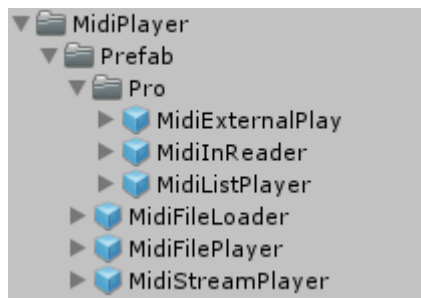 MidiPlayer
Prefab
Pro
MidiExternalPlay
MidiInReader
MidiListPlayer
MidiFileLoader
MidiFilePlayer
MidiStreamPlayer